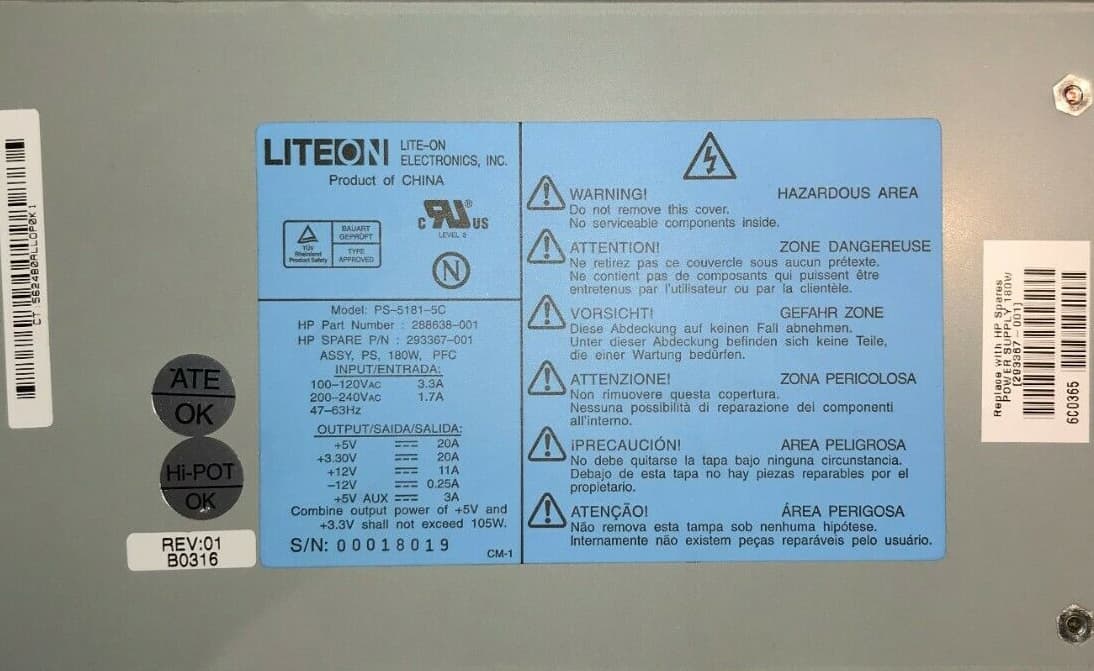 LITEON
LITE-ON
ELECTRONICS, INC.
Product of CHINA
TÜV
Rheinland
Product Safety
BAUART
GEPRÜFT
TYPE
APPROVED
C RU US ®
N
Model: PS-5181-5C
HP Part Number : 288638-001
HP SPARE P/N : 293367-001
ASSY, PS, 180W, PFC
INPUT/ENTRADA:
100-120VAC 3.3A
200-240VAC 1.7A
47-63Hz
OUTPUT/SAIDA/SALIDA:
+5V 20A
+3.30V 20A
+12V 11A
-12V 0.25A
+5V AUX 3A
Combine output power of +5V and
+3.3V shall not exceed 105W.
S/N: 00018019
CM-1
WARNING! HAZARDOUS AREA
Do not remove this cover.
No serviceable components inside.
ATTENTION! ZONE DANGEREUSE
Ne retirez pas ce couvercle sous aucun prétexte.
Ne contient pas de composants qui puissent être
entretenus par l'utilisateur ou par la clientèle.
VORSICHT! GEFAHR ZONE
Diese Abdeckung auf keinen Fall abnehmen.
Unter dieser Abdeckung befinden sich keine Teile,
die einer Wartung bedürfen.
ATTENZIONE! ZONA PERICOLOSA
Non rimuovere questa copertura.
Nessuna possibilità di reparazione dei componenti
all'interno.
¡PRECAUCIÓN! AREA PELIGROSA
No debe quitarse la tapa bajo ninguna circunstancia.
Debajo de esta tapa no hay piezas reparables por el
propietario.
ATENÇÃO! ÁREA PERIGOSA
Não remova esta tampa sob nenhuma hipótese.
Internamente não existem peças reparáveis pelo usuário.
ATE
OK
Hi-POT
OK
REV:01
B0316
Replace with HP Spares
POWER SUPPLY 180W
[293367-001]
6C0365